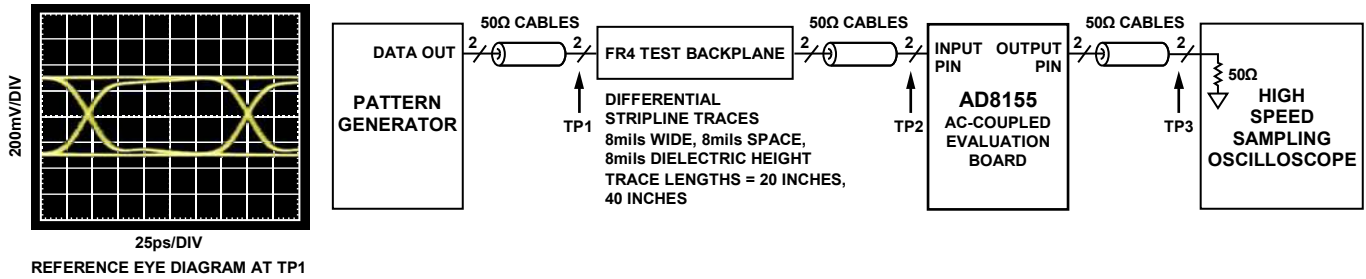 200mV/DIV
25ps/DIV
REFERENCE EYE DIAGRAM AT TP1
DATA OUT
PATTERN
GENERATOR
50Ω CABLES
2
2
TP1
FR4 TEST BACKPLANE
DIFFERENTIAL
STRIPLINE TRACES
8mils WIDE, 8mils SPACE,
8mils DIELECTRIC HEIGHT
TRACE LENGTHS = 20 INCHES,
40 INCHES
50Ω CABLES
2
2
TP2
INPUT OUTPUT
PIN PIN
AD8155
AC-COUPLED
EVALUATION
BOARD
50Ω CABLES
2
2
TP3
50Ω
HIGH
SPEED
SAMPLING
OSCILLOSCOPE